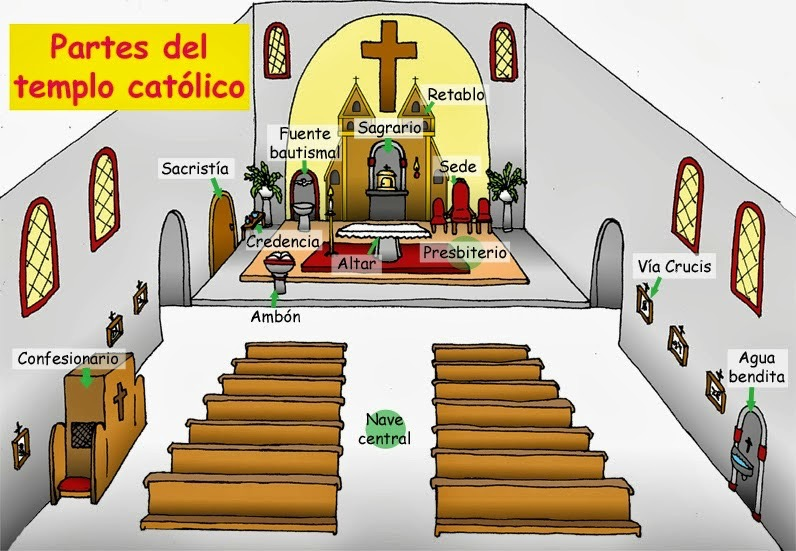 Partes del
templo católico
Retablo
Sagrario
Fuente
bautismal
Sede
Sacristía
Credencia
Altar
Presbiterio
Vía Crucis
Ambón
Confesionario
Agua
bendita
Nave
central